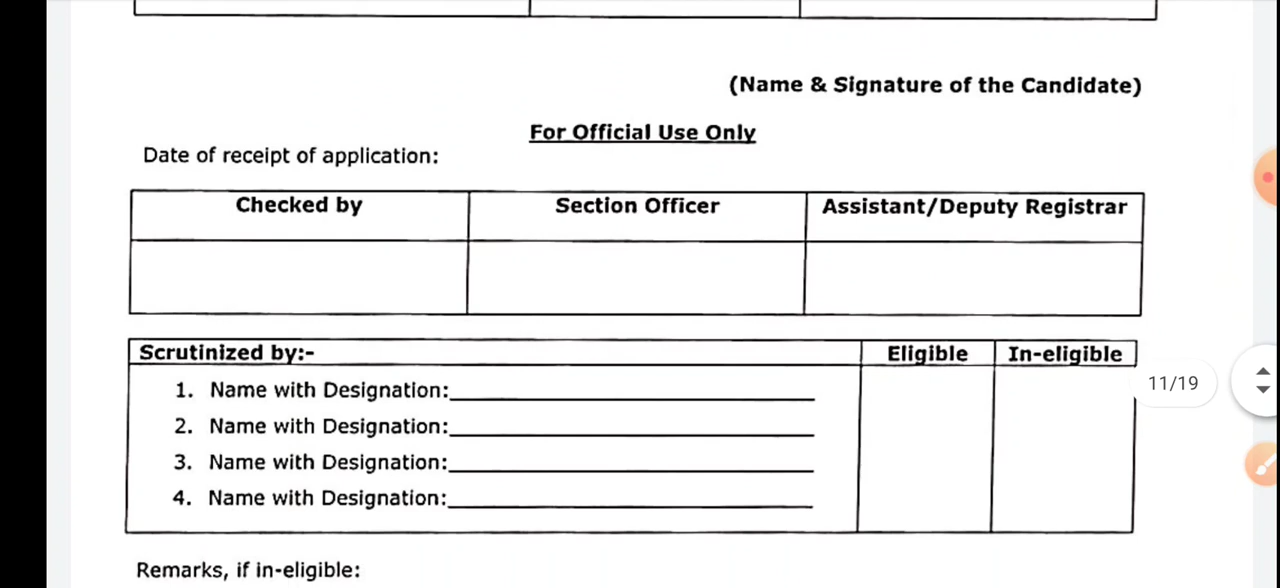 (Name & Signature of the Candidate)
For Official Use Only
Date of receipt of application:
Checked by Section Officer Assistant/Deputy Registrar
Scrutinized by:- Eligible In-eligible
1. Name with Designation:
2. Name with Designation:
3. Name with Designation:
4. Name with Designation:
11/19
Remarks, if in-eligible: